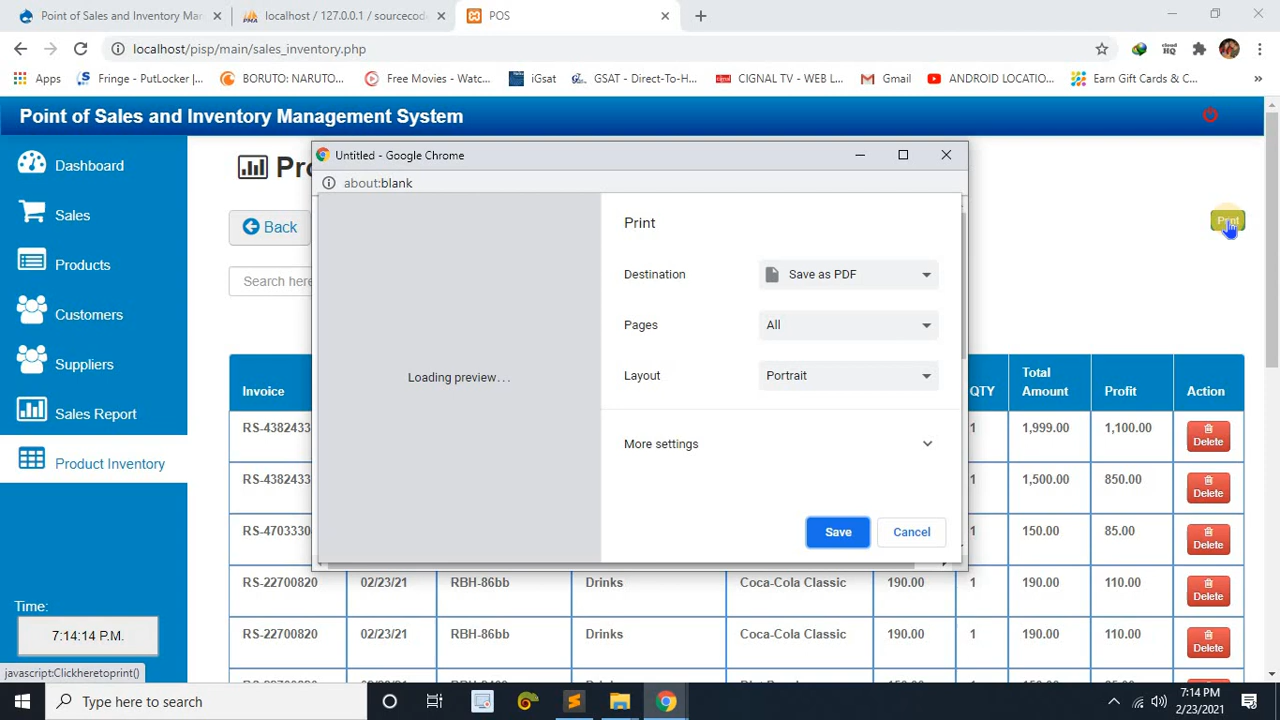 Point of Sales and Inventory Mar
localhost / 127.0.0.1 / sourcecod
POS
localhost/pisp/main/sales_inventory.php
Apps
Fringe - PutLocker |...
BORUTO: NARUTO...
Free Movies - Watc...
iGsat
GSAT - Direct-To-H...
CIGNAL TV - WEB L...
Gmail
ANDROID LOCATIO...
Earn Gift Cards & C...
Point of Sales and Inventory Management System
Dashboard
Sales
Products
Customers
Suppliers
Sales Report
Product Inventory
Time:
7:14:14 P.M.
Pr
Back
Print
Search here
Untitled - Google Chrome
about:blank
Loading preview...
Print
Destination Save as PDF
Pages All
Layout Portrait
More settings
Save Cancel
Invoice QTY Total Amount Profit Action
RS-4382433 1 1,999.00 1,100.00 Delete
RS-4382433 1 1,500.00 850.00 Delete
RS-4703330 1 150.00 85.00 Delete
RS-22700820 02/23/21 RBH-86bb Drinks Coca-Cola Classic 190.00 1 190.00 110.00 Delete
RS-22700820 02/23/21 RBH-86bb Drinks Coca-Cola Classic 190.00 1 190.00 110.00 Delete
javascript:Clickheretoprint()
Type here to search
7:14 PM
2/23/2021